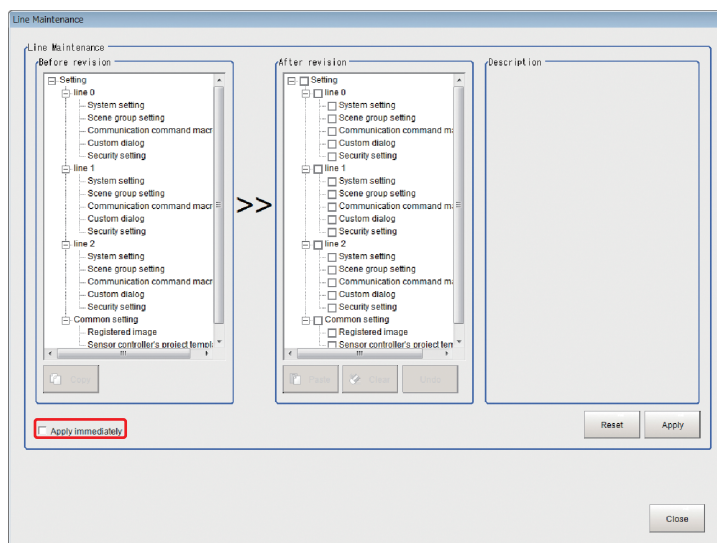 Line Maintenance
Line Maintenance
Before revision
Setting
line 0
System setting
Scene group setting
Communication command macr
Custom dialog
Security setting
line 1
System setting
Scene group setting
Communication command macr
Custom dialog
Security setting
line 2
System setting
Scene group setting
Communication command macr
Custom dialog
Security setting
Common setting
Registered image
Sensor controller's project templa
Copy
>>
After revision
Setting
line 0
System setting
Scene group setting
Communication command ma
Custom dialog
Security setting
line 1
System setting
Scene group setting
Communication command ma
Custom dialog
Security setting
line 2
System setting
Scene group setting
Communication command ma
Custom dialog
Security setting
Common setting
Registered image
Sensor controller's project tem
Paste
Clear
Undo
Description
Apply immediately
Reset
Apply
Close